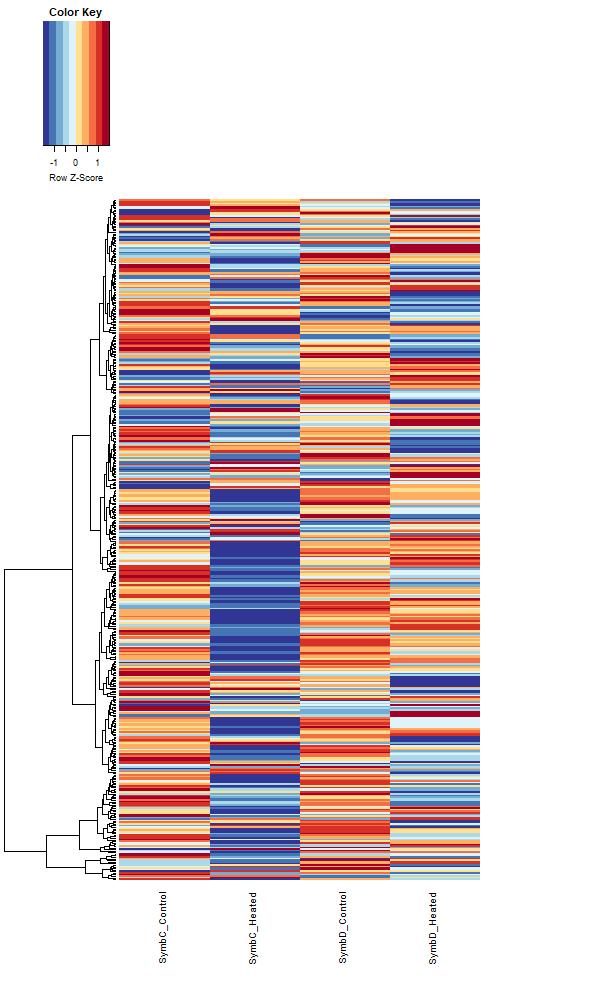 Color Key
-1 0 1
Row Z-Score
SymbC_Control
SymbC_Heated
SymbD_Control
SymbD_Heated